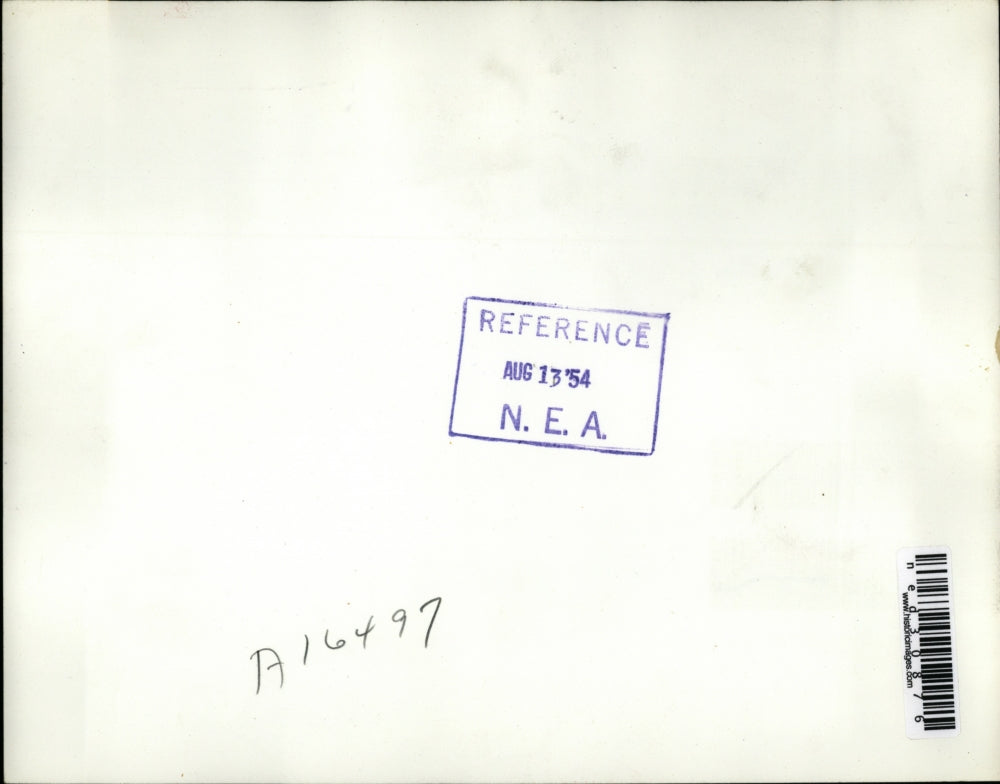 REFERENCE
AUG 13 '54
N. E. A.
A16497
ned30876
www.historicimages.com